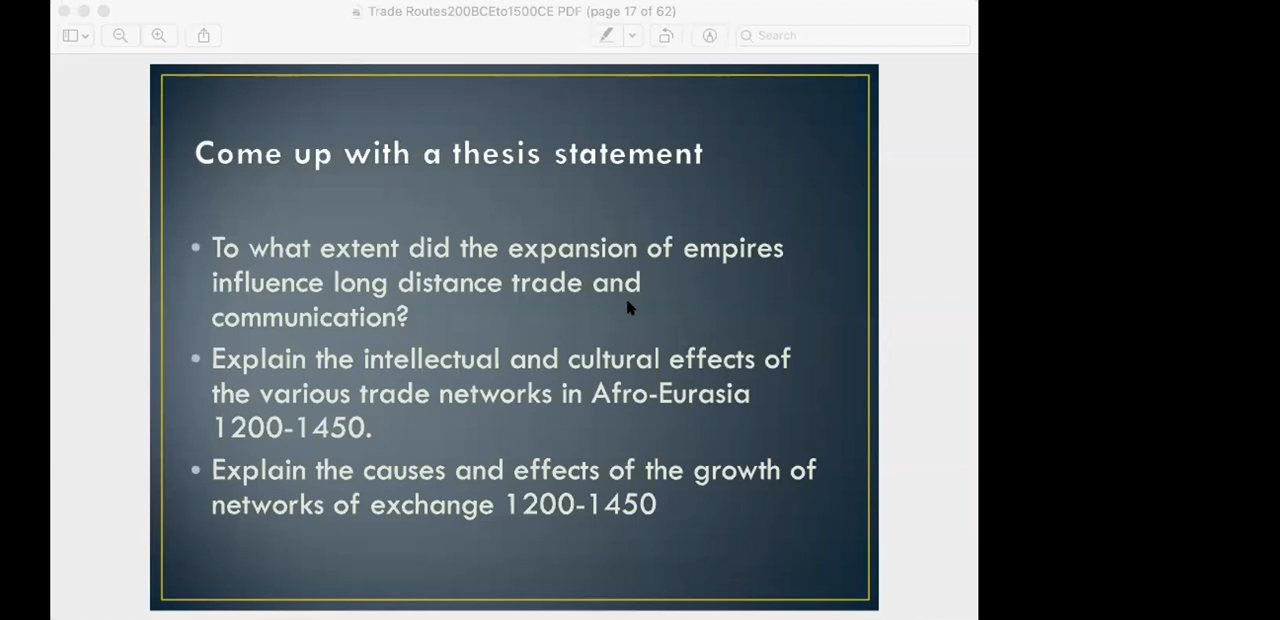 Trade Routes200BCEto1500CE PDF (page 17 of 62)
Search
Come up with a thesis statement
• To what extent did the expansion of empires
influence long distance trade and
communication?
• Explain the intellectual and cultural effects of
the various trade networks in Afro-Eurasia
1200-1450.
• Explain the causes and effects of the growth of
networks of exchange 1200-1450